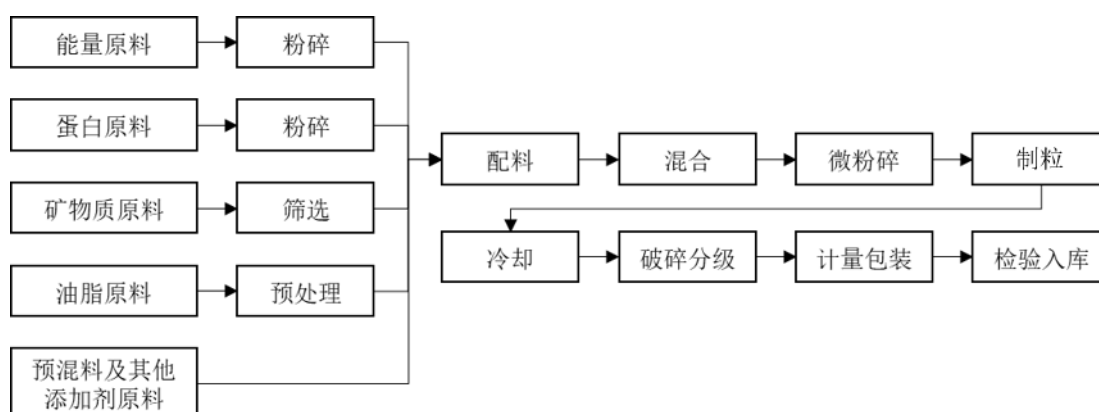 能量原料
粉碎
蛋白原料
粉碎
矿物质原料
筛选
油脂原料
预处理
预混料及其他
添加剂原料
配料
混合
微粉碎
制粒
冷却
破碎分级
计量包装
检验入库